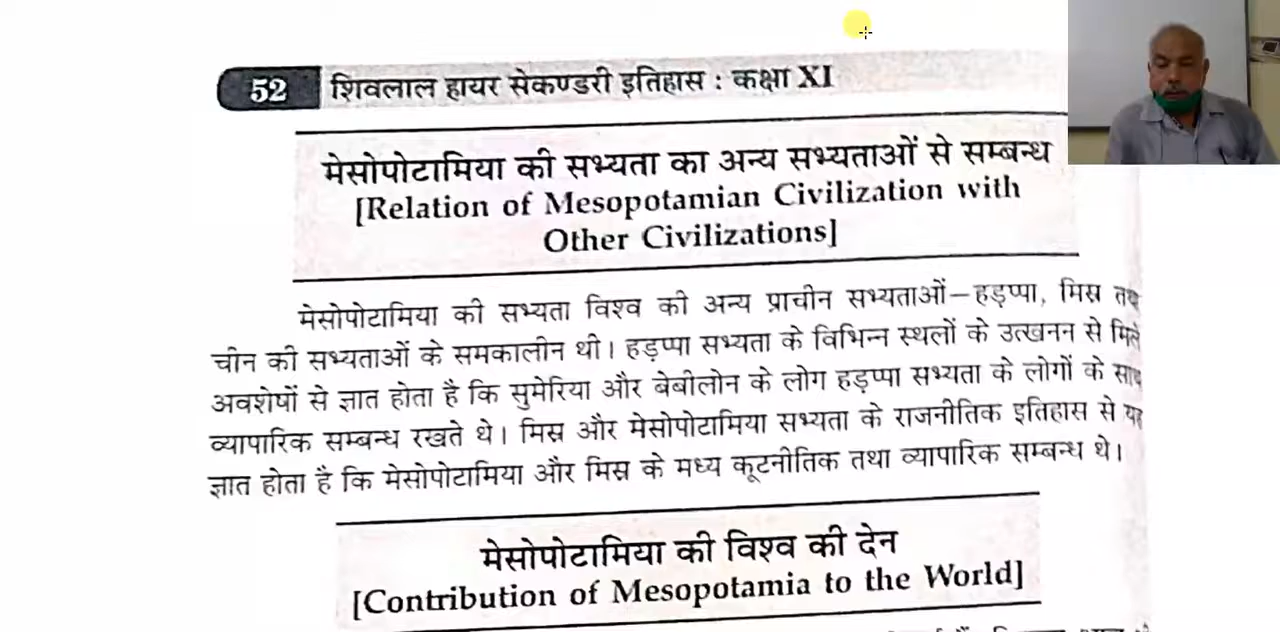 52 शिवलाल हायर सेकण्डरी इतिहास : कक्षा XI
मेसोपोटामिया की सभ्यता का अन्य सभ्यताओं से सम्बन्ध
[Relation of Mesopotamian Civilization with
Other Civilizations]
मेसोपोटामिया की सभ्यता विश्व की अन्य प्राचीन सभ्यताओं–हड़प्पा, मिस्र
चीन की सभ्यताओं के समकालीन थी। हड़प्पा सभ्यता के विभिन्न स्थलों के उत्खनन से मिले
अवशेषों से ज्ञात होता है कि सुमेरिया और बेबीलोन के लोग हड़प्पा सभ्यता के लोगों के
व्यापारिक सम्बन्ध रखते थे। मिस्र और मेसोपोटामिया सभ्यता के राजनीतिक इतिहास से यह
ज्ञात होता है कि मेसोपोटामिया और मिस्र के मध्य कूटनीतिक तथा व्यापारिक सम्बन्ध थे।
मेसोपोटामिया की विश्व की देन
[Contribution of Mesopotamia to the World]